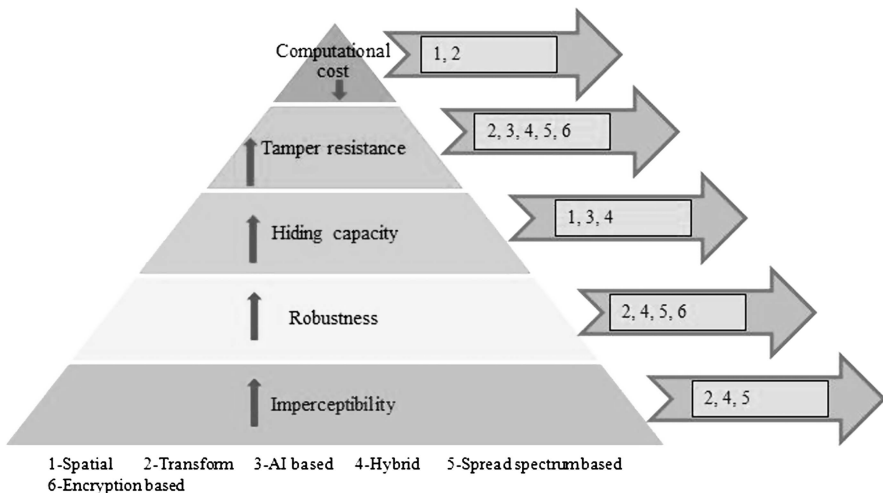 Computational
cost
1, 2
Tamper resistance
2, 3, 4, 5, 6
Hiding capacity
1, 3, 4
Robustness
2, 4, 5, 6
Imperceptibility
2, 4, 5
1-Spatial 2-Transform 3-AI based 4-Hybrid 5-Spread spectrum based
6-Encryption based